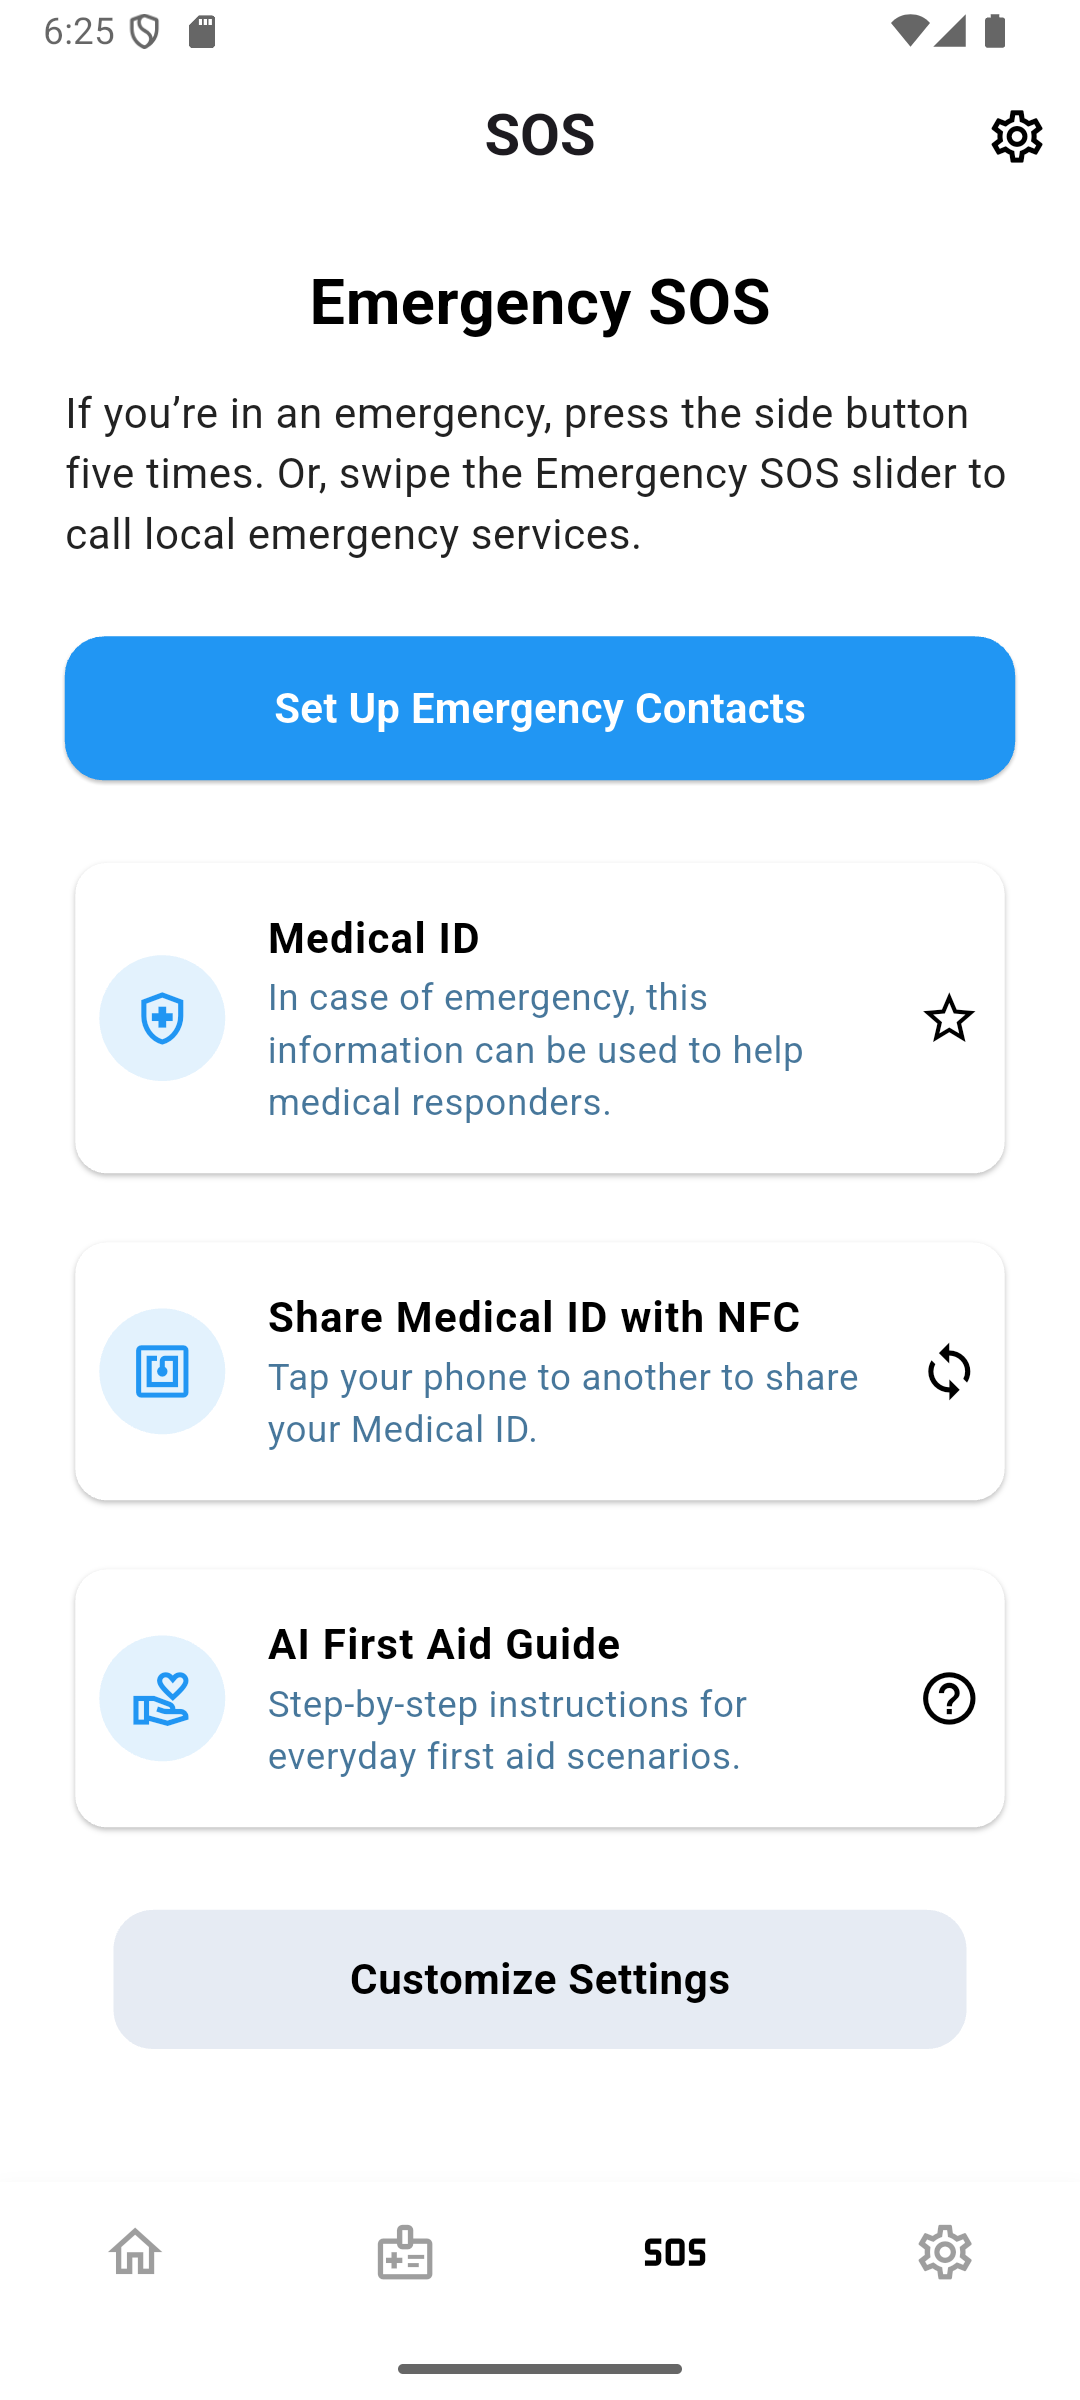 6:25
SOS
Emergency SOS
If you’re in an emergency, press the side button
five times. Or, swipe the Emergency SOS slider to
call local emergency services.
Set Up Emergency Contacts
Medical ID
In case of emergency, this
information can be used to help
medical responders.
Share Medical ID with NFC
Tap your phone to another to share
your Medical ID.
AI First Aid Guide
Step-by-step instructions for
everyday first aid scenarios.
Customize Settings
SOS